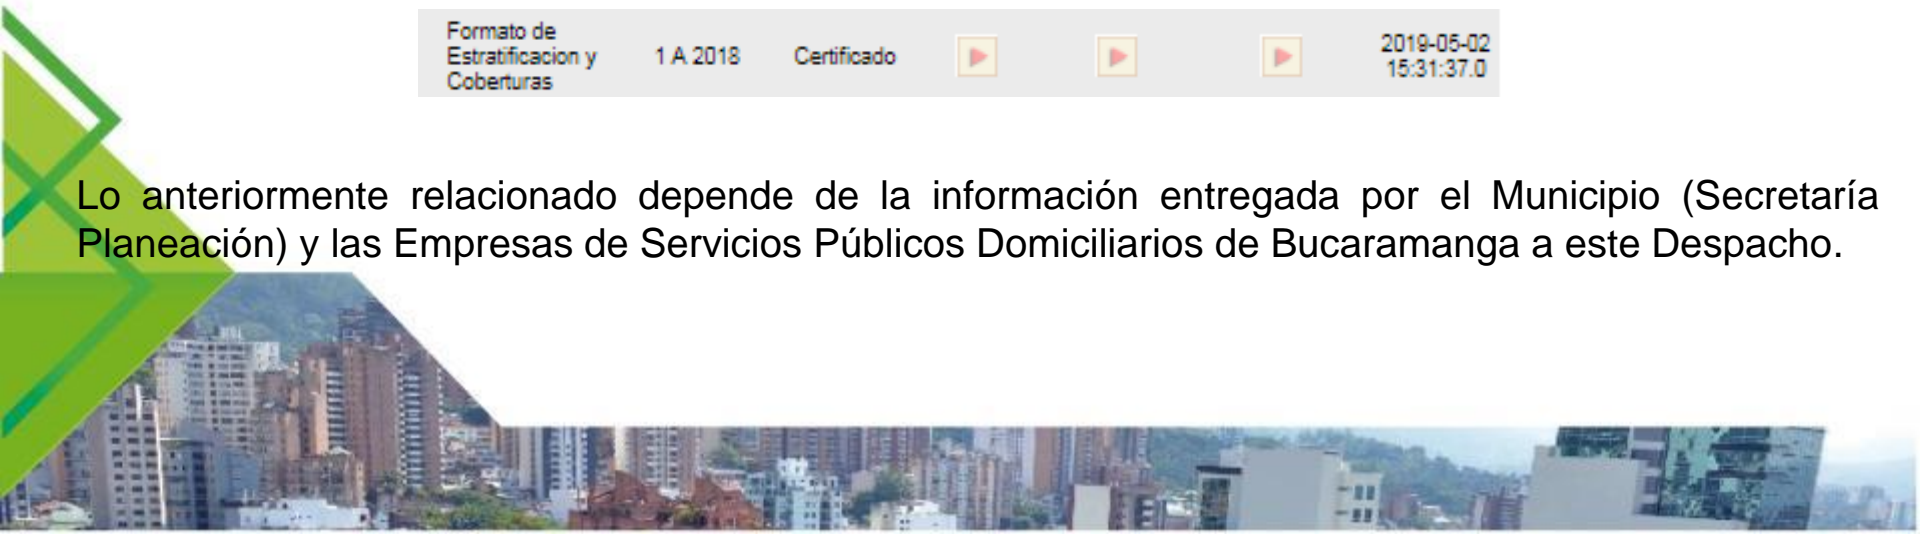 Formato de
Estratificacion y
Coberturas
1 A 2018
Certificado
2019-05-02
15:31:37.0
Lo anteriormente relacionado depende de la información entregada por el Municipio (Secretaría
Planeación) y las Empresas de Servicios Públicos Domiciliarios de Bucaramanga a este Despacho.